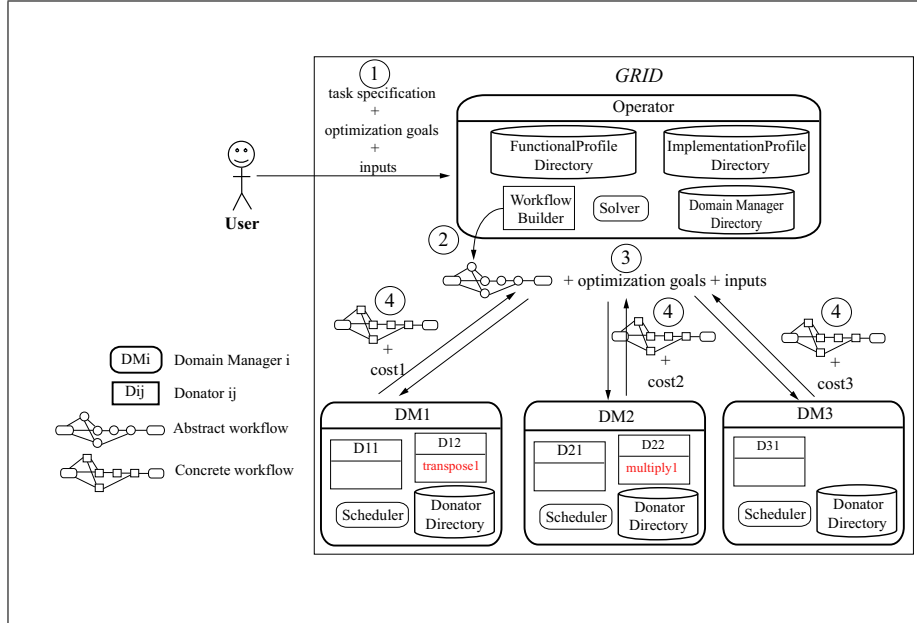 GRID
1
task specification
+
optimization goals
+
inputs
Operator
FunctionalProfile
Directory
ImplementationProfile
Directory
Workflow
Builder
Solver
Domain Manager
Directory
User
2
3
+ optimization goals + inputs
4
+
cost1
4
+
cost2
4
+
cost3
DMi
Domain Manager i
Dij
Donator ij
Abstract workflow
Concrete workflow
DM1
D11
D12
transpose1
Scheduler
Donator
Directory
DM2
D21
D22
multiply1
Scheduler
Donator
Directory
DM3
D31
Scheduler
Donator
Directory